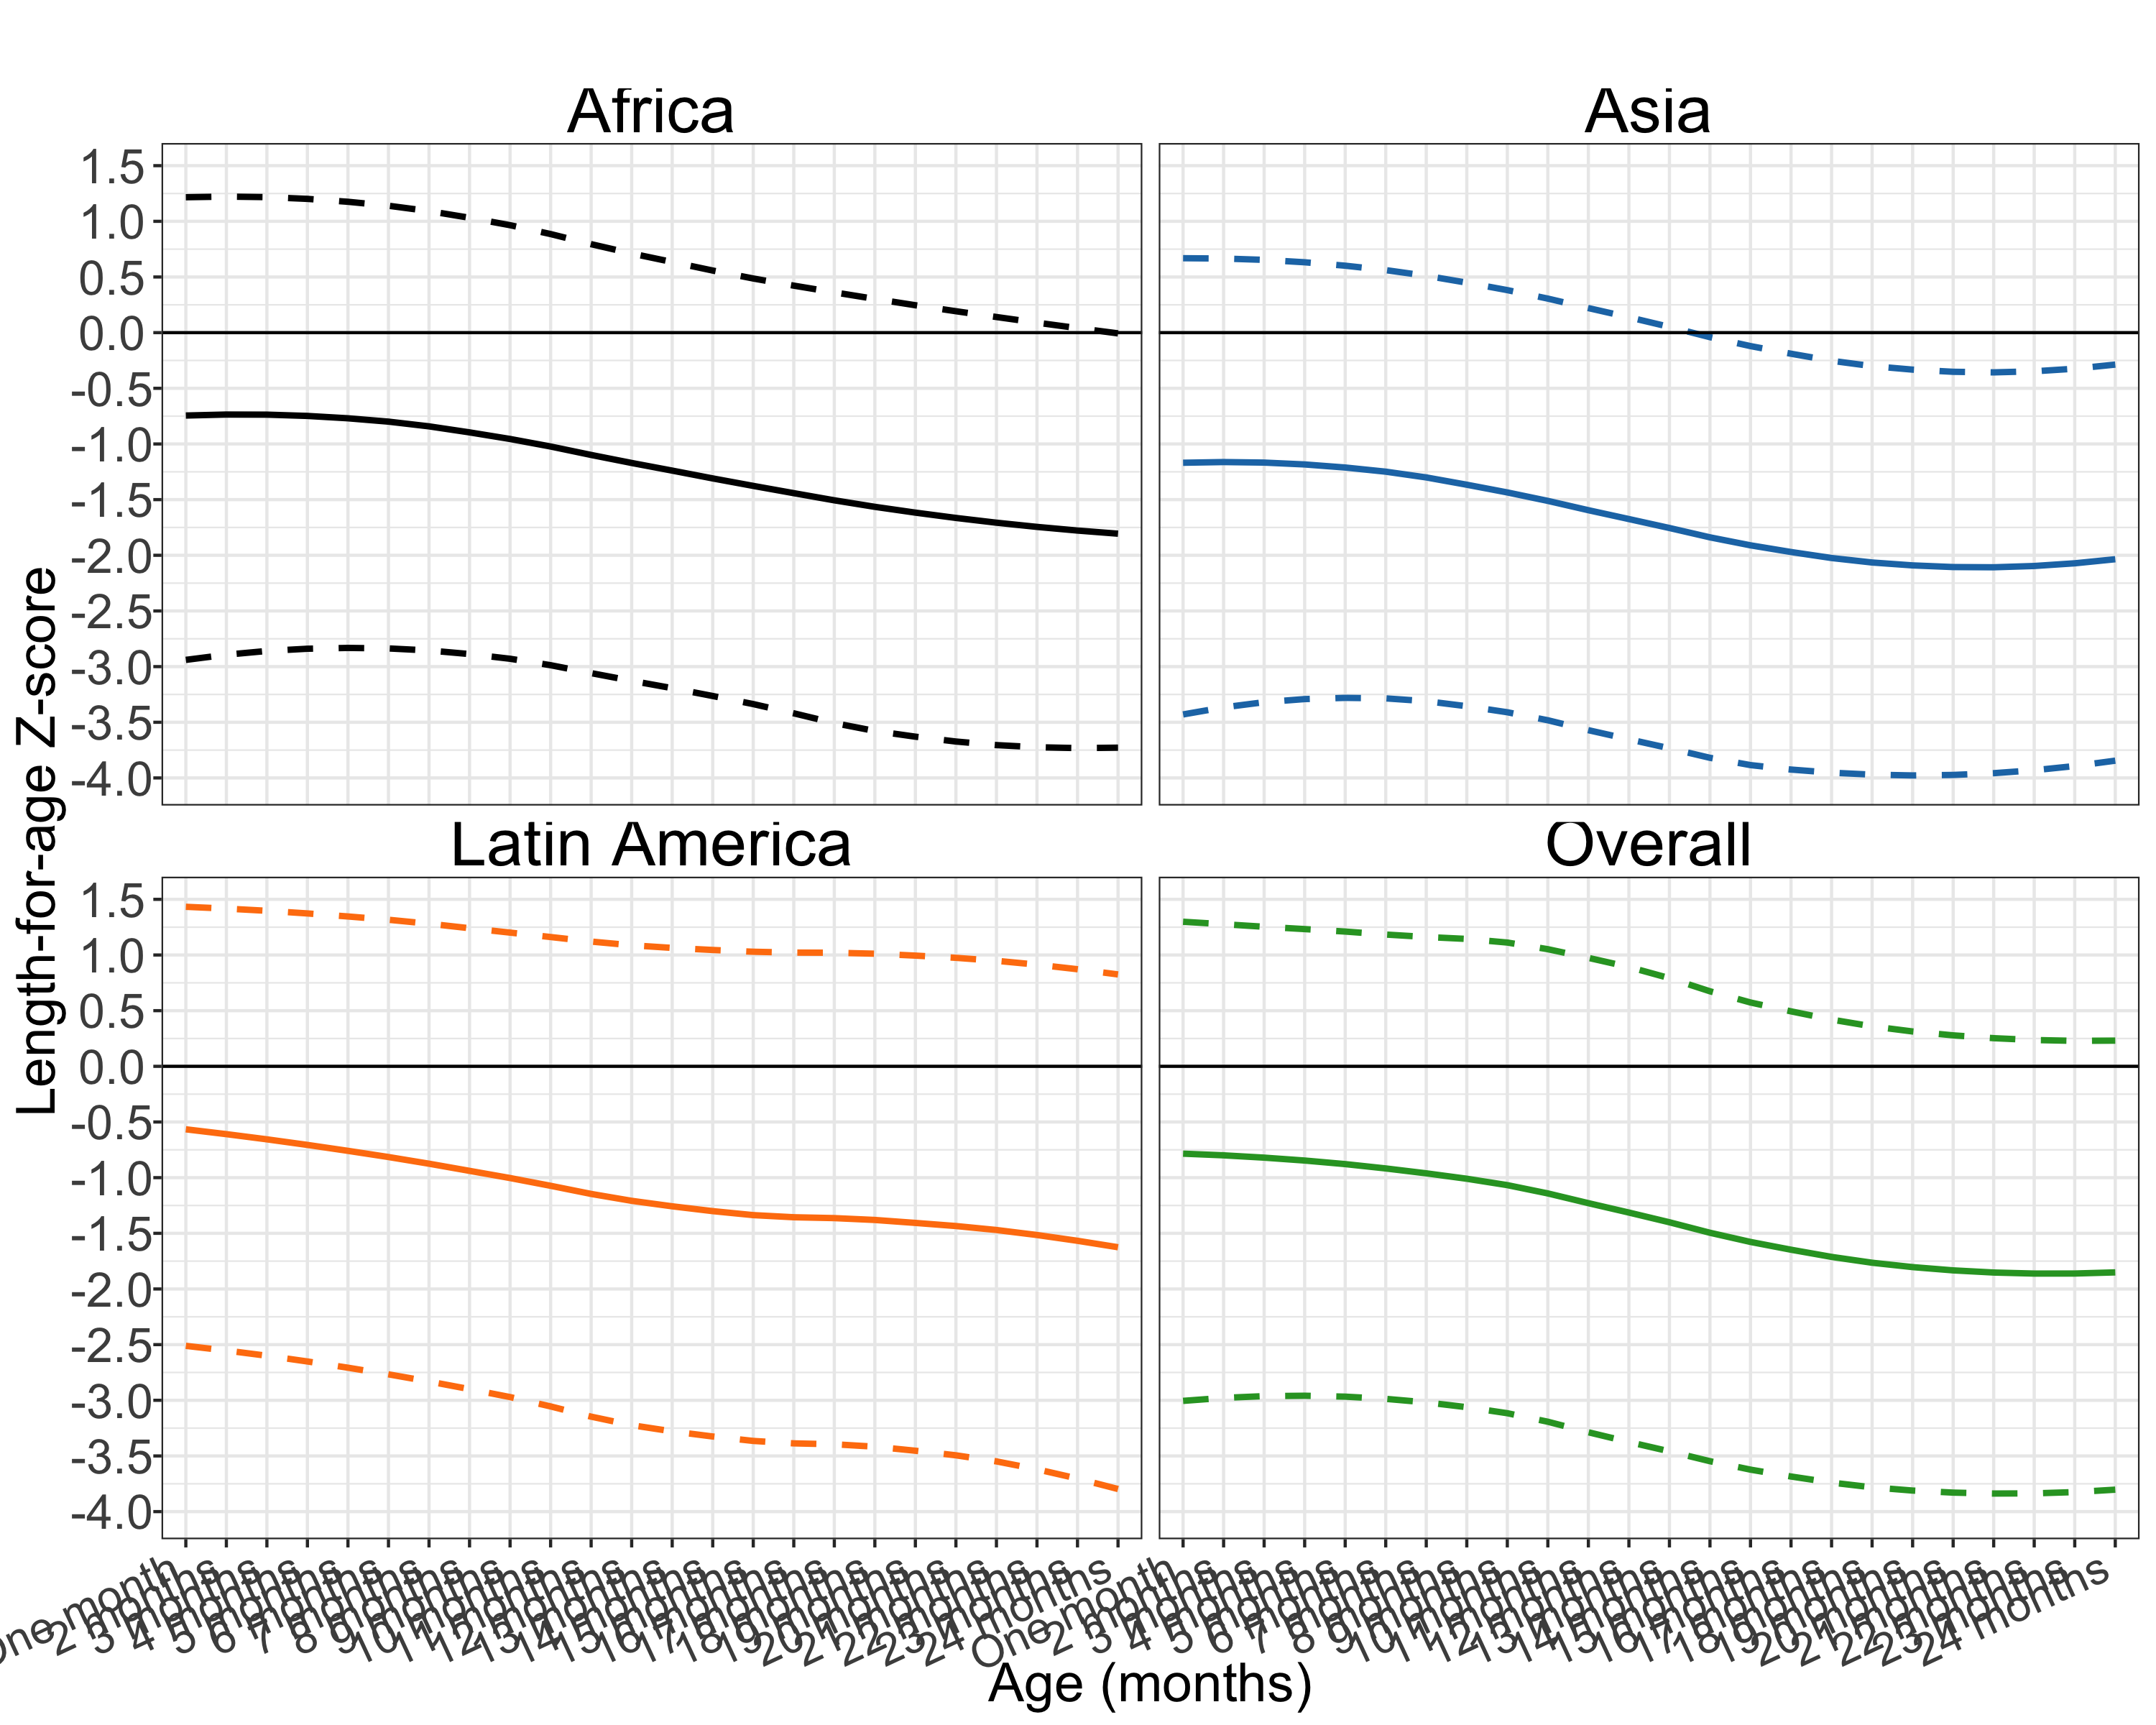 Africa
Asia
1.5
1.0
0.5
0.0
-0.5
-1.0
-1.5
-2.0
-2.5
-3.0
-3.5
-4.0
Latin America
Overall
1.5
1.0
0.5
0.0
-0.5
-1.0
-1.5
-2.0
-2.5
-3.0
-3.5
-4.0
Length-for-age Z-score
One month
2 months
3 months
4 months
5 months
6 months
7 months
8 months
9 months
10 months
11 months
12 months
13 months
14 months
15 months
16 months
17 months
18 months
19 months
20 months
21 months
22 months
23 months
24 months
One month
2 months
3 months
4 months
5 months
6 months
7 months
8 months
9 months
10 months
11 months
12 months
13 months
14 months
15 months
16 months
17 months
18 months
19 months
20 months
21 months
22 months
23 months
24 months
Age (months)